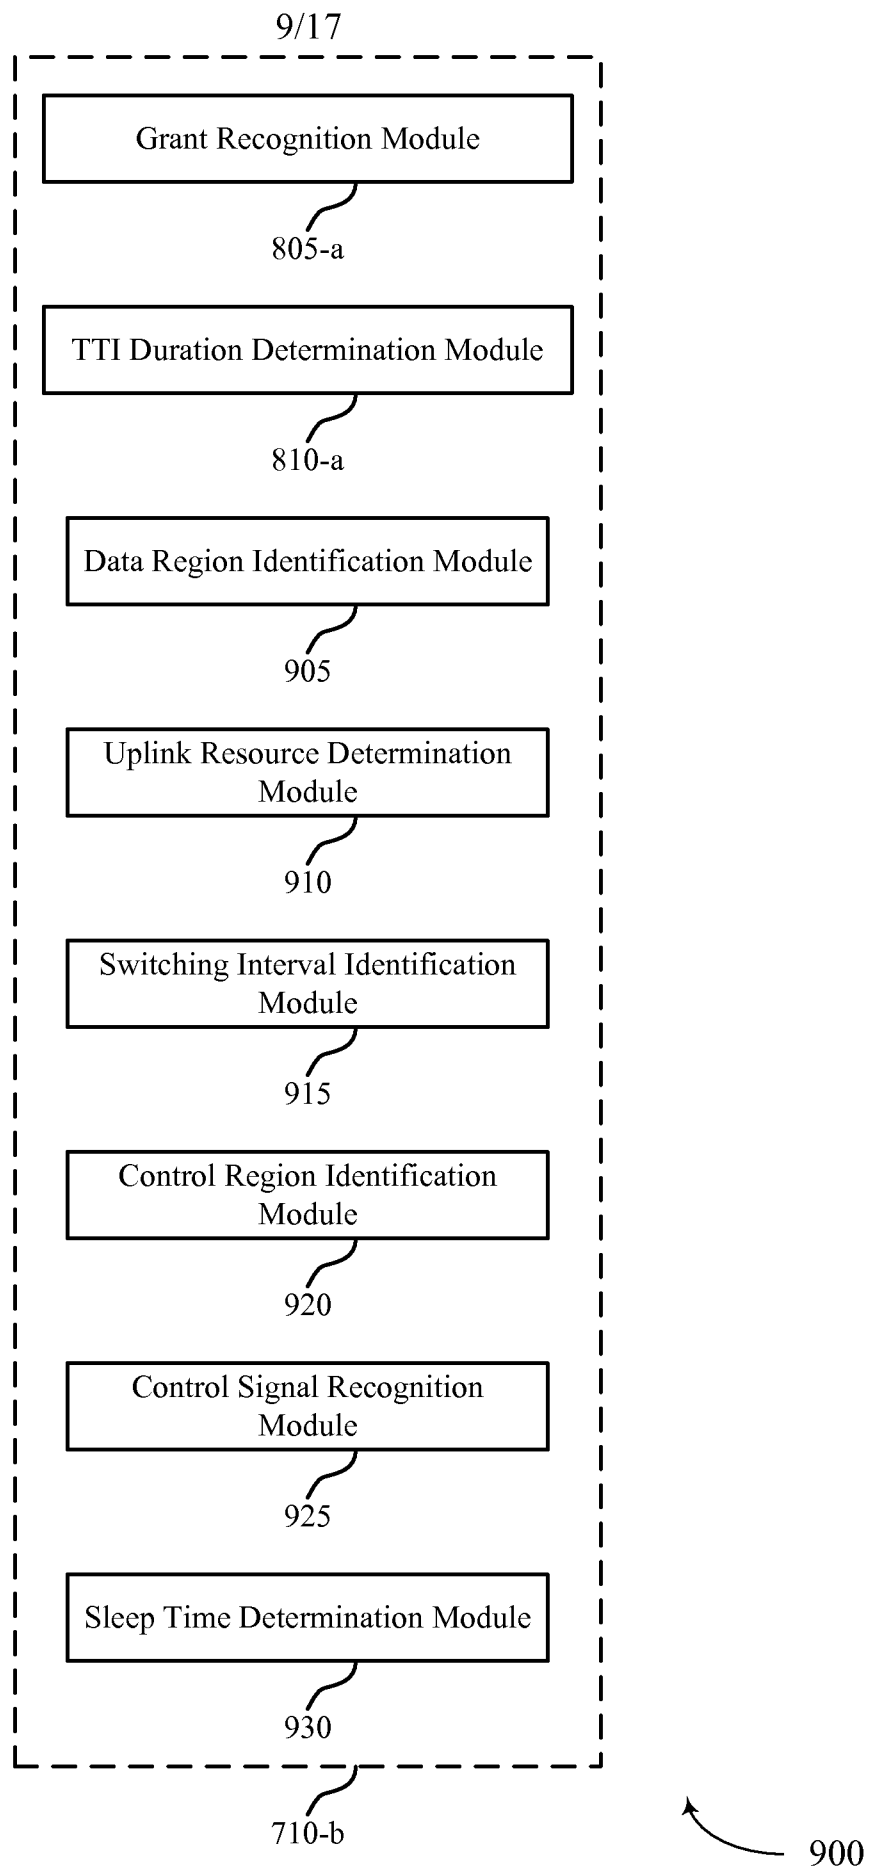 9/17
Grant Recognition Module
805-a
TTI Duration Determination Module
810-a
Data Region Identification Module
905
Uplink Resource Determination
Module
910
Switching Interval Identification
Module
915
Control Region Identification
Module
920
Control Signal Recognition
Module
925
Sleep Time Determination Module
930
710-b
900